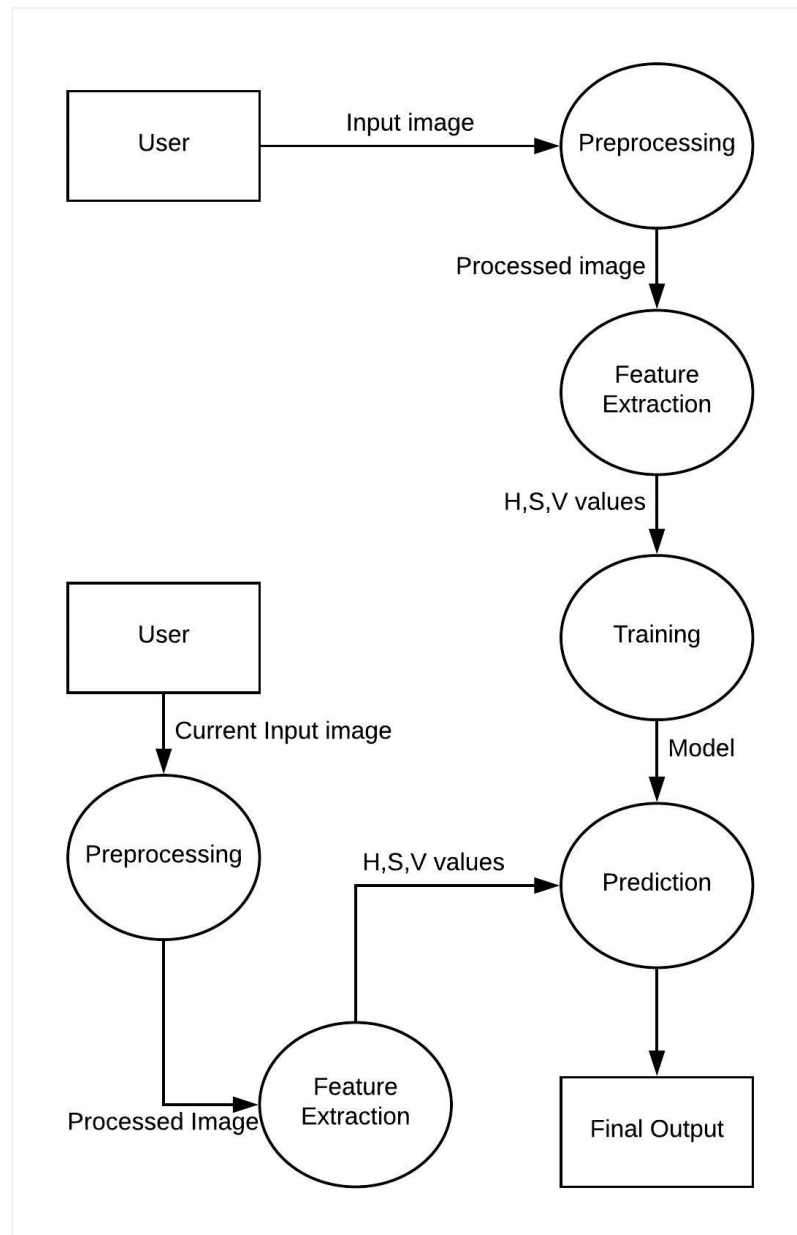 User
Input image
Preprocessing
Processed image
Feature
Extraction
H,S,V values
Training
Model
User
Current Input image
Preprocessing
Processed Image
Feature
Extraction
H,S,V values
Prediction
Final Output